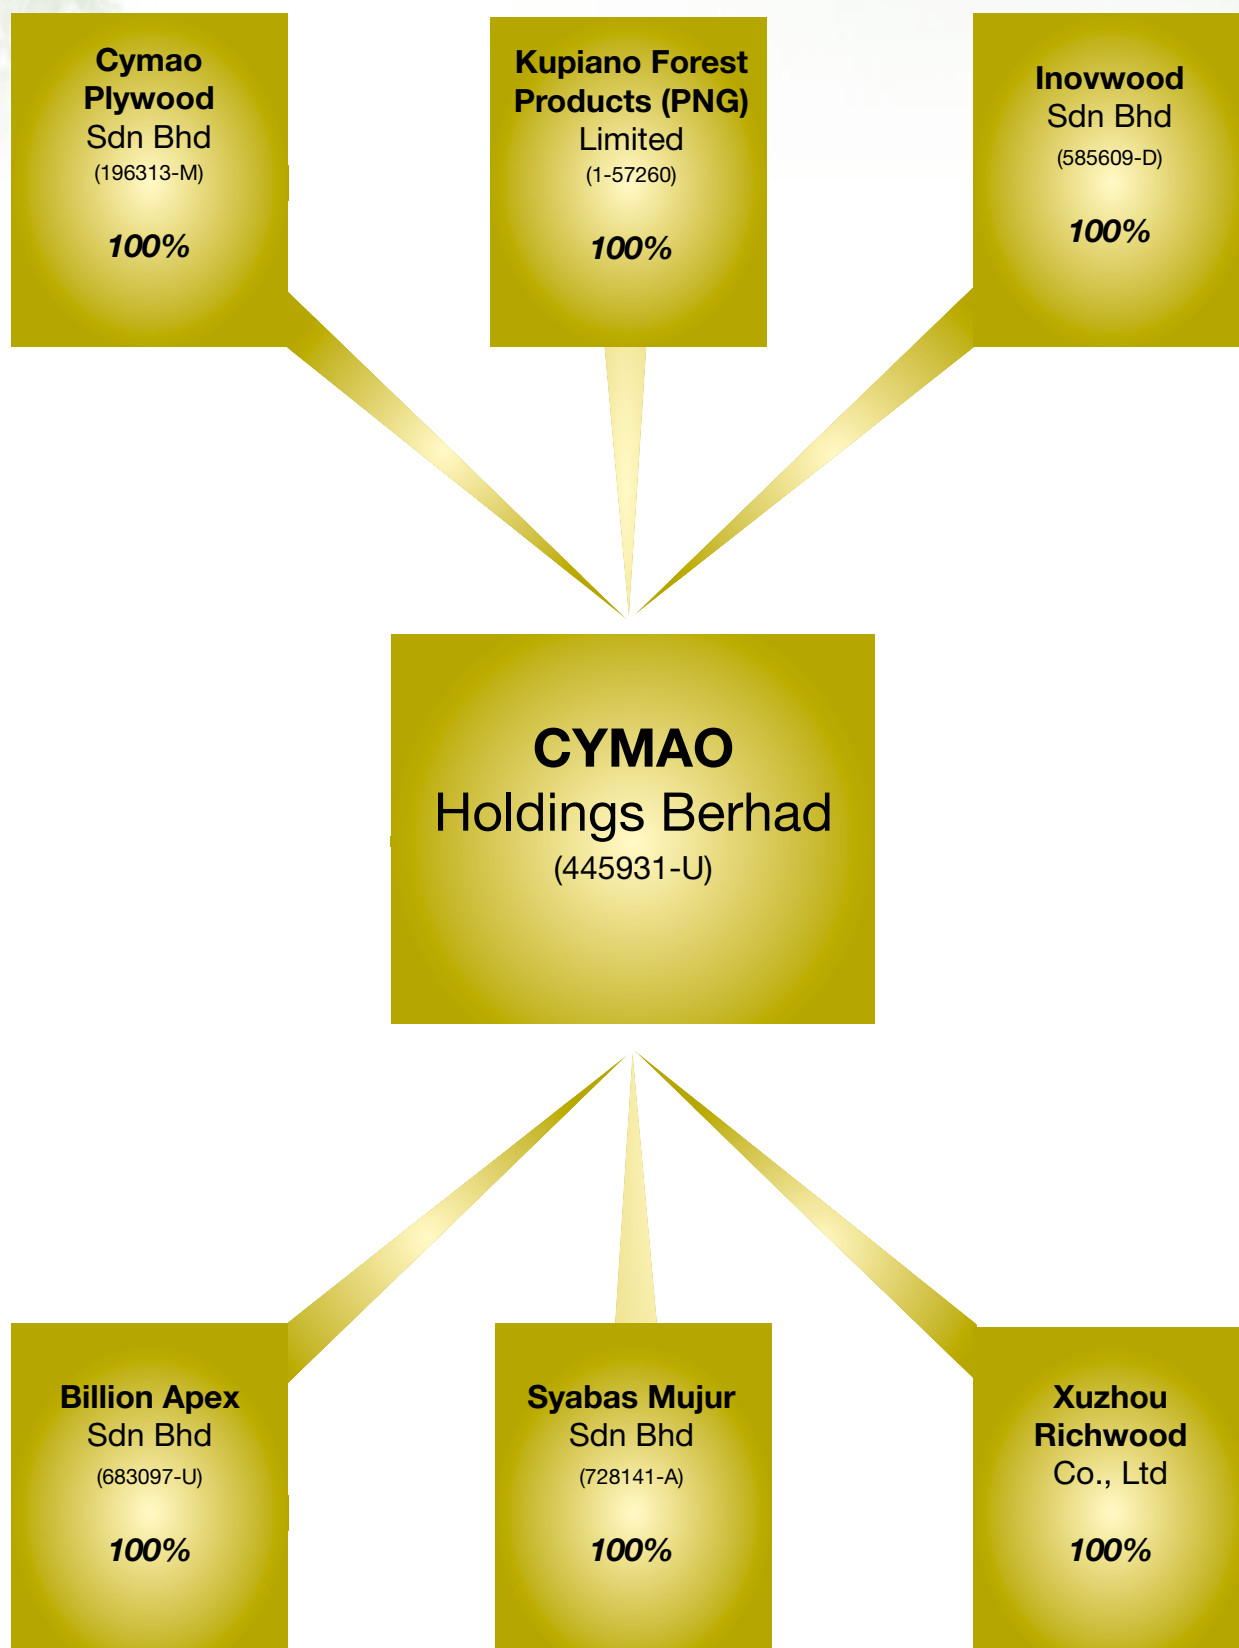 Cymao
Plywood
Sdn Bhd
(196313-M)
100%
Kupiano Forest
Products (PNG)
Limited
(1-57260)
100%
Inovwood
Sdn Bhd
(585609-D)
100%
CYMAO
Holdings Berhad
(445931-U)
Billion Apex
Sdn Bhd
(683097-U)
100%
Syabas Mujur
Sdn Bhd
(728141-A)
100%
Xuzhou
Richwood
Co., Ltd
100%